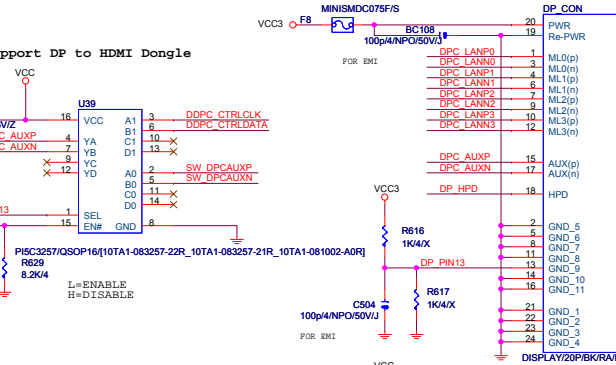 MINISMDC075F/S
DP_CON
VCC3
F8
20
PWR
19
Re-PWR
BC108
100p/4/NPO/50V/J
FOR EMI
pport DP to HDMI Dongle
VCC
DPC_LANP0 1 ML0(p)
DPC_LANN0 3 ML0(n)
DPC_LANP1 4 ML1(p)
DPC_LANN1 6 ML1(n)
DPC_LANP2 7 ML2(p)
DPC_LANN2 9 ML2(n)
DPC_LANP3 10 ML3(p)
DPC_LANN3 12 ML3(n)
U39
16 VCC A1 3 DDPC_CTRLCLK
B1 6 DDPC_CTRLDATA
V/Z
C_AUXP 4 YA C1 10
C_AUXN 7 YB D1 13
9 YC
12 YD A0 2 SW_DPCAUXP
B0 5 SW_DPCAUXN
C0 11
D0 14
13 1 SEL
15 EN# GND 8
DPC_AUXP 15 AUX(p)
DPC_AUXN 17 AUX(n)
VCC3
DP_HPD 18 HPD
R616
1K/4/X
2 GND_5
5 GND_6
8 GND_7
11 GND_8
DP_PIN13 13 GND_9
14 GND_10
16 GND_11
PI5C3257/QSOP16/[10TA1-083257-22R_10TA1-083257-21R_10TA1-081002-A0R]
R629
8.2K/4
L=ENABLE
H=DISABLE
R617
1K/4/X
C504
100p/4/NPO/50V/J
FOR EMI
21 GND_1
22 GND_2
23 GND_3
24 GND_4
DISPLAY/20P/BK/RA/